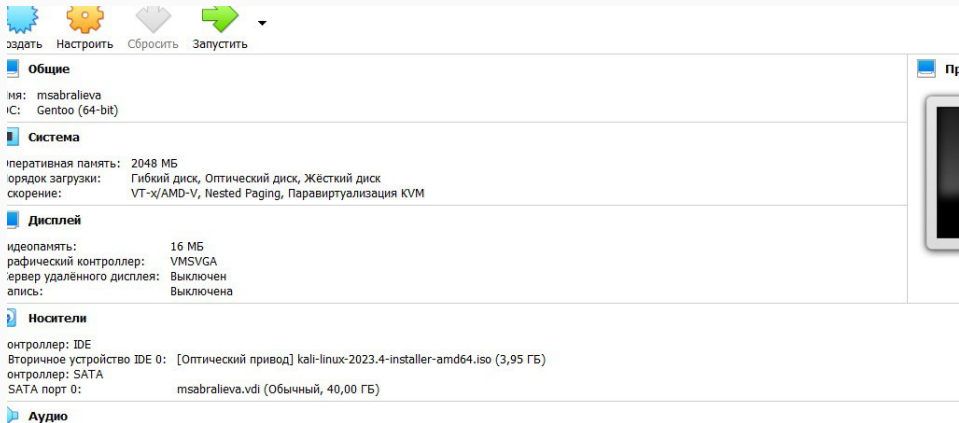 оздать Настроить Сбросить Запустить
Общие Пр
мя: msabralieva
С: Gentoo (64-bit)
Система
перативная память: 2048 МБ
орядок загрузки: Гибкий диск, Оптический диск, Жёсткий диск
скорение: VT-x/AMD-V, Nested Paging, Паравиртуализация KVM
Дисплей
идеопамять: 16 МБ
рафический контроллер: VMSVGA
ервер удалённого дисплея: Выключен
апись: Выключена
Носители
онтроллер: IDE
Вторичное устройство IDE 0: [Оптический привод] kali-linux-2023.4-installer-amd64.iso (3,95 ГБ)
онтроллер: SATA
SATA порт 0: msabralieva.vdi (Обычный, 40,00 ГБ)
Аудио